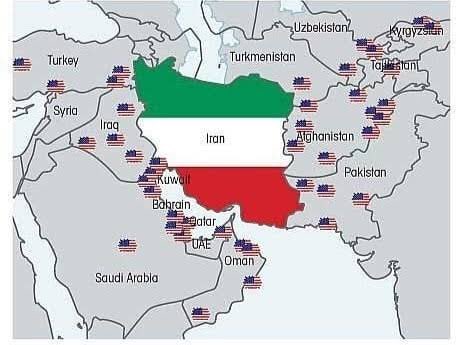 Uzbekistan
Kyrgyzstan
Turkey
Turkmenistan
Tajikistan
Syria
Iraq
Iran
Afghanistan
Kuwait
Pakistan
Bahrain
Qatar
UAE
Oman
Saudi Arabia